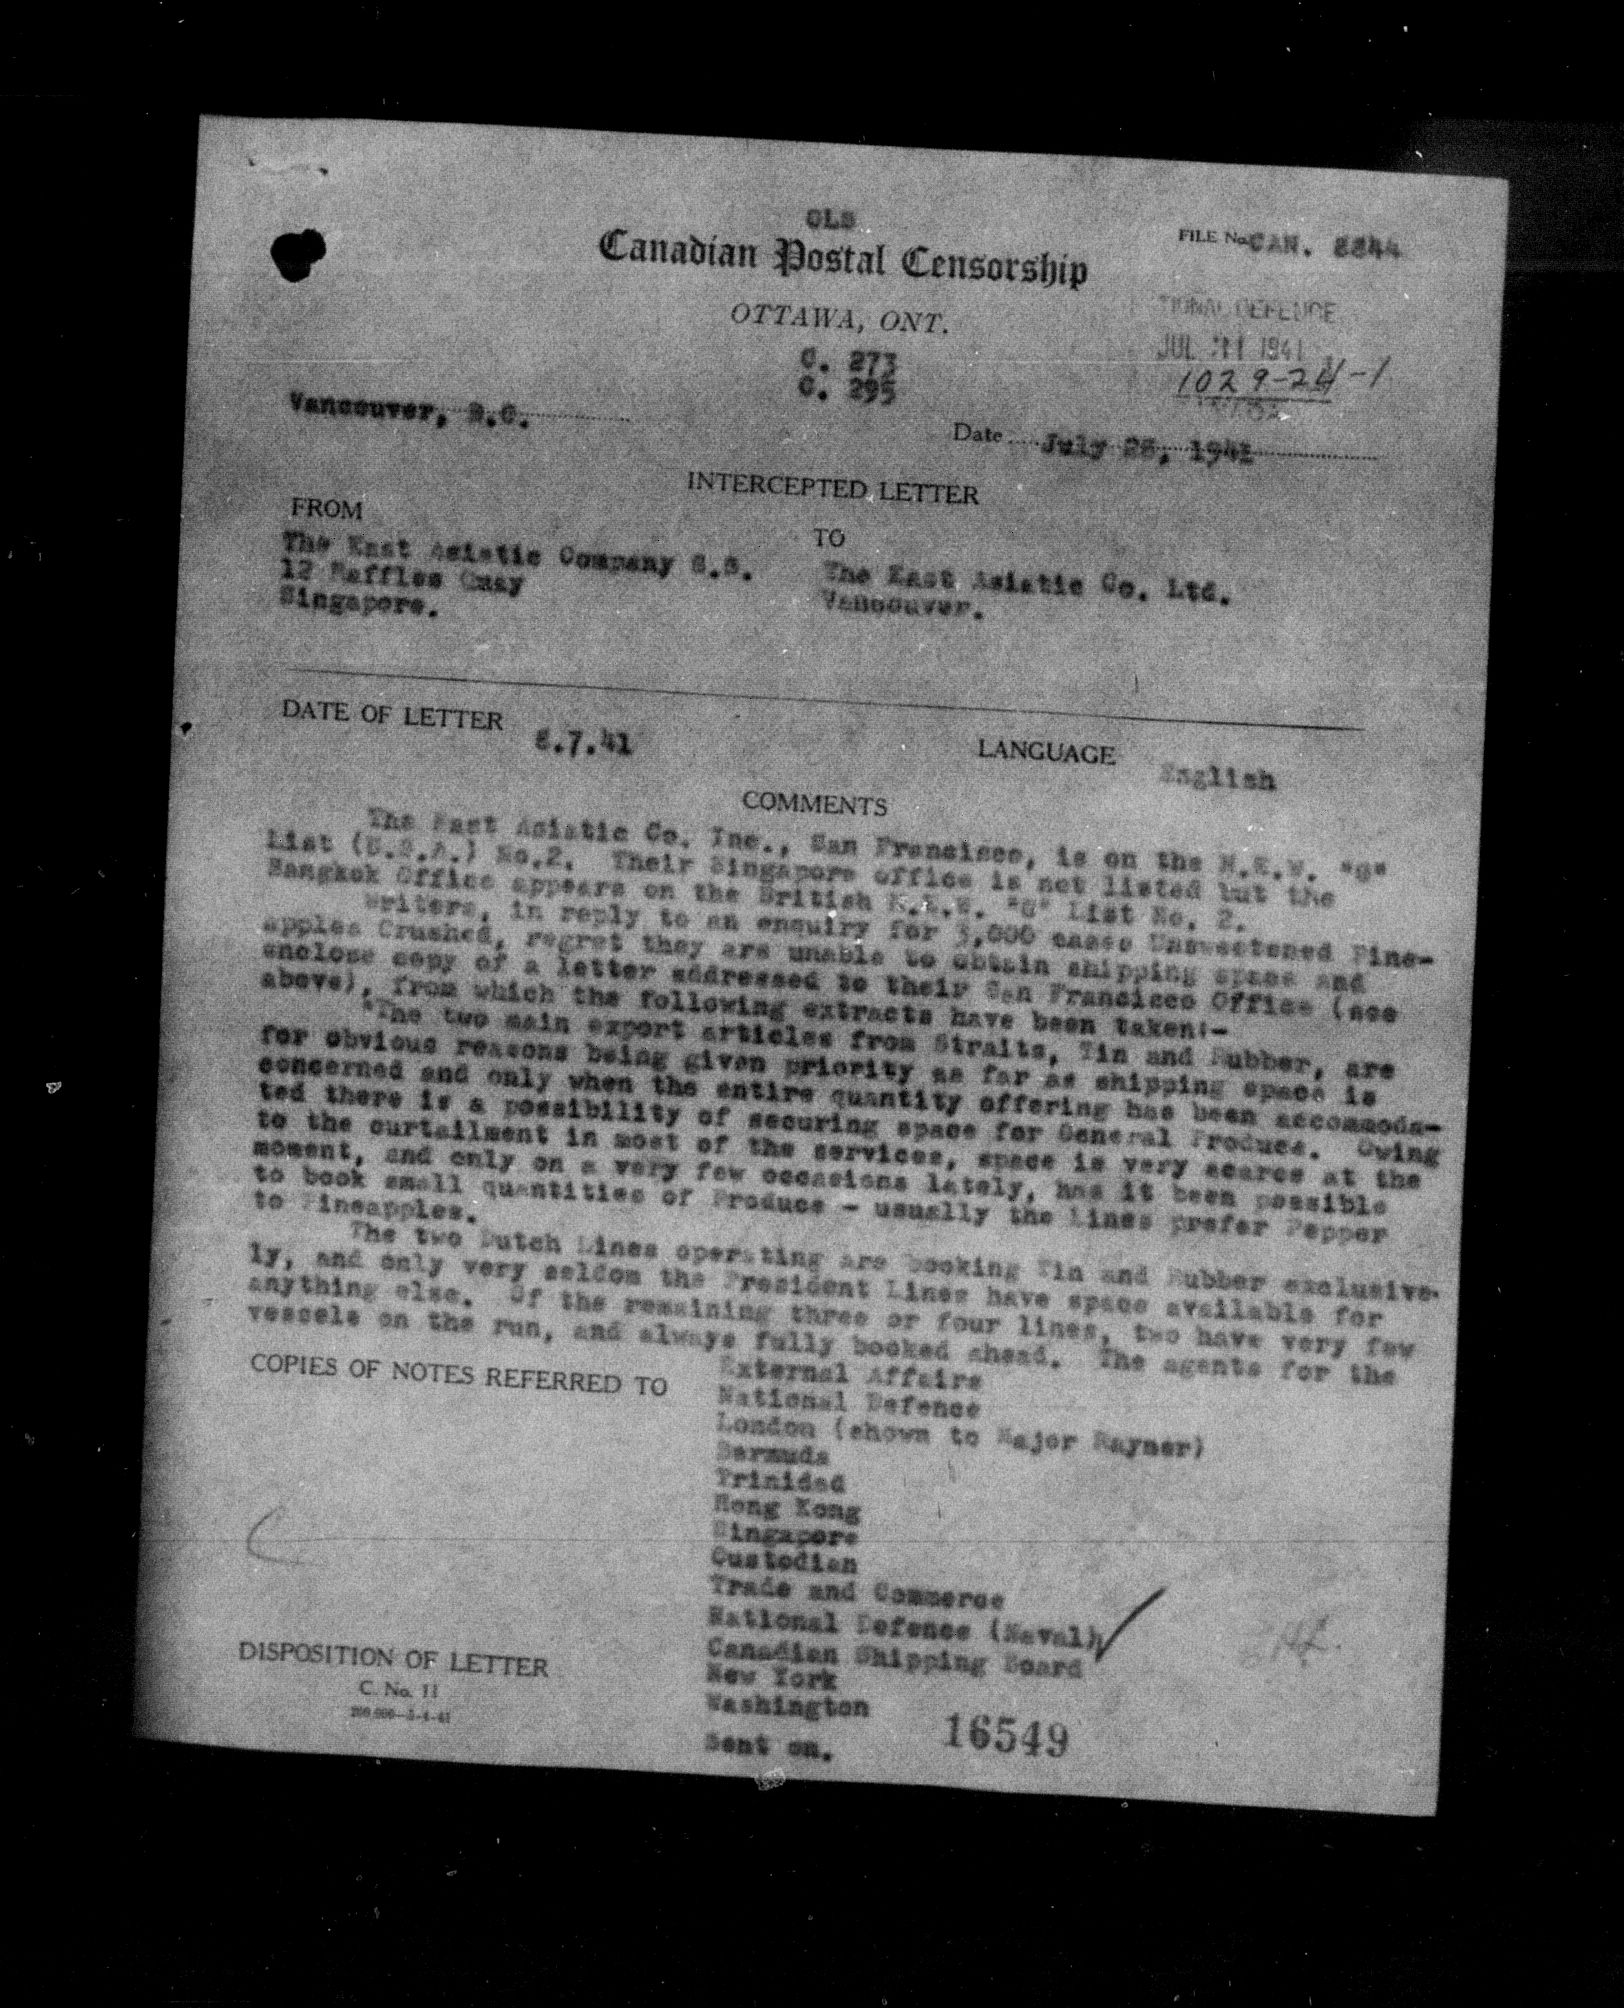 GLS
Canadian Postal Censorship
OTTAWA, ONT.
C. 273
C. 295
FILE No. CAN. 8844
TIONAL DEFENCE
JUL 31 1941
1029-24-1
Vancouver, B.C.
Date July 28, 1941
INTERCEPTED LETTER
FROM
The East Asiatic Company S.S.
12 Raffles Quay
Singapore.
TO
The East Asiatic Co. Ltd.
Vancouver.
DATE OF LETTER 8.7.41
LANGUAGE English
COMMENTS
The East Asiatic Co. Inc., San Francisco, is on the M.E.W. "G"
List (U.S.A.) No.2. Their Singapore office is not listed but the
Bangkok Office appears on the British M.E.W. "G" List No. 2.
Writers, in reply to an enquiry for 3,000 cases Unsweetened Pine-
apples Crushed, regret they are unable to obtain shipping space and
enclose copy of a letter addressed to their San Francisco Office (see
above), from which the following extracts have been taken:-
"The two main export articles from Straits, Tin and Rubber, are
for obvious reasons being given priority as far as shipping space is
concerned and only when the entire quantity offering has been accommoda-
ted there is a possibility of securing space for General Produce. Owing
to the curtailment in most of the services, space is very scarce at the
moment, and only on a very few occasions lately, has it been possible
to book small quantities of Produce - usually the Lines prefer Pepper
to Pineapples.
The two Dutch Lines operating are booking Tin and Rubber exclusive-
ly, and only very seldom the President Lines have space available for
anything else. Of the remaining three or four lines, two have very few
vessels on the run, and always fully booked ahead. The agents for the
COPIES OF NOTES REFERRED TO
External Affairs
National Defence
London (shown to Major Rayner)
Bermuda
Trinidad
Hong Kong
Singapore
Custodian
Trade and Commerce
National Defence (Naval)
Canadian Shipping Board
New York
Washington
DISPOSITION OF LETTER
C. No. 11
200,000-5-4-41
Sent on.
16549